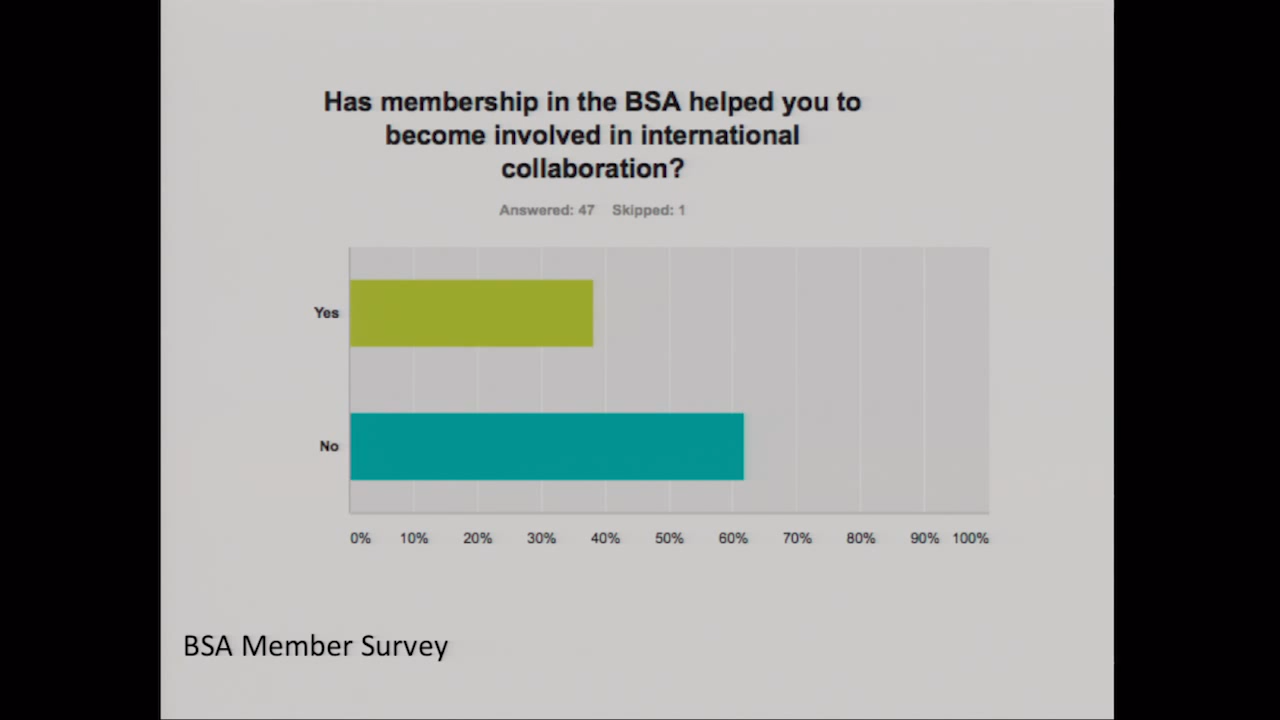 Has membership in the BSA helped you to
become involved in international
collaboration?
Answered: 47 Skipped: 1
Yes
No
0% 10% 20% 30% 40% 50% 60% 70% 80% 90% 100%
BSA Member Survey